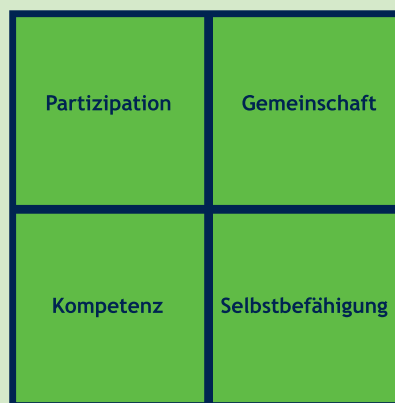 Partizipation
Gemeinschaft
Kompetenz
Selbstbefähigung